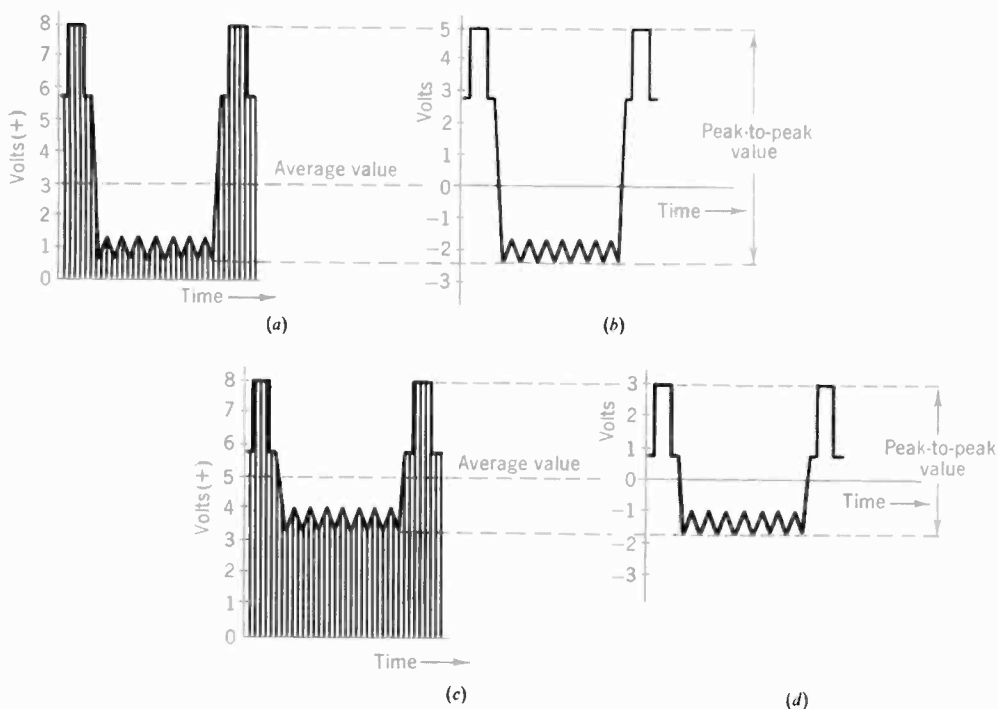 8
7
6
5
4
3
2
1
0
Volts (+)
Average value
Time
(a)
5
4
3
2
1
0
−1
−2
−3
Volts
Peak-to-peak
value
Time
(b)
8
7
6
5
4
3
2
1
0
Volts (+)
Average value
Time
(c)
3
2
1
0
−1
−2
−3
Volts
Peak-to-peak
value
Time
(d)